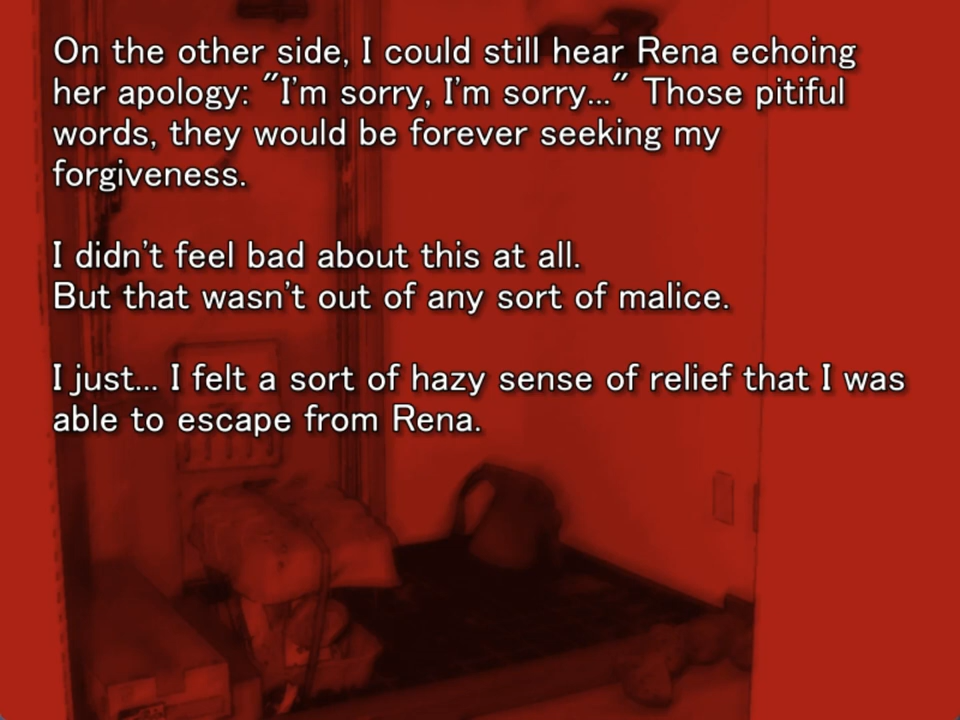 On the other side, I could still hear Rena echoing
her apology: "I'm sorry, I'm sorry..." Those pitiful
words, they would be forever seeking my
forgiveness.
I didn't feel bad about this at all.
But that wasn't out of any sort of malice.
I just... I felt a sort of hazy sense of relief that I was
able to escape from Rena.